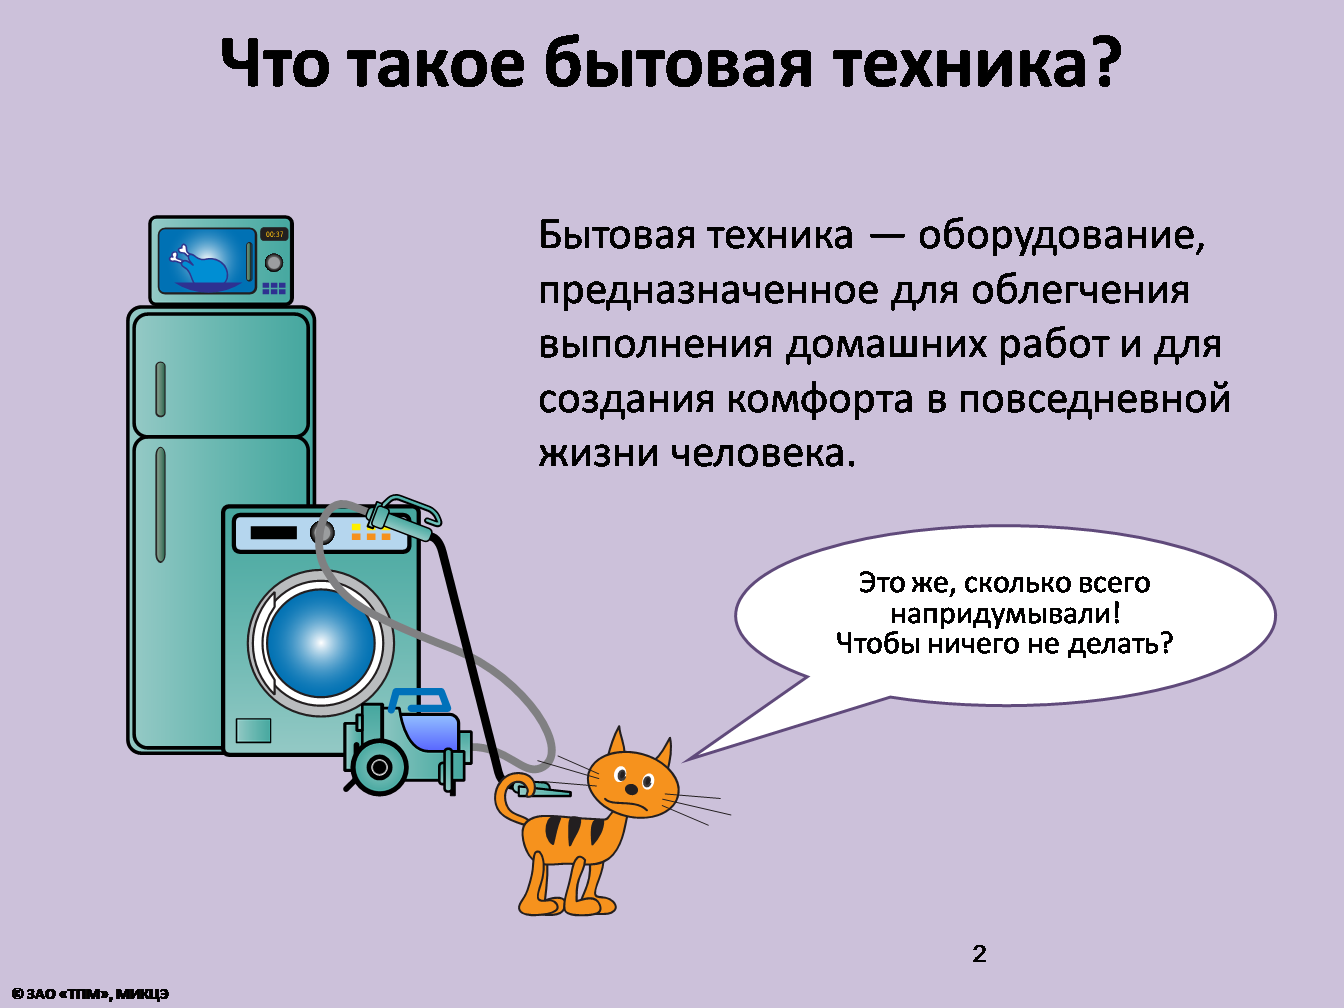 Что такое бытовая техника?
00:37
Бытовая техника — оборудование,
предназначенное для облегчения
выполнения домашних работ и для
создания комфорта в повседневной
жизни человека.
Это же, сколько всего
напридумывали!
Чтобы ничего не делать?
2
© ЗАО «ТПМ», МИКЦЭ